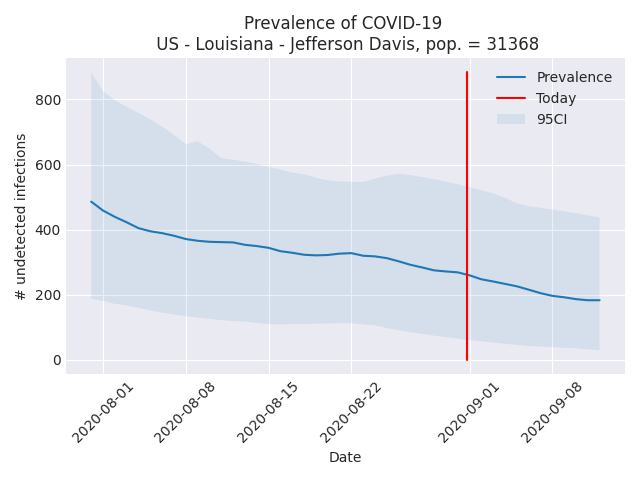 Prevalence of COVID-19
US - Louisiana - Jefferson Davis, pop. = 31368
Prevalence
Today
95CI
# undetected infections
800
600
400
200
0
2020-08-01
2020-08-08
2020-08-15
2020-08-22
2020-09-01
2020-09-08
Date